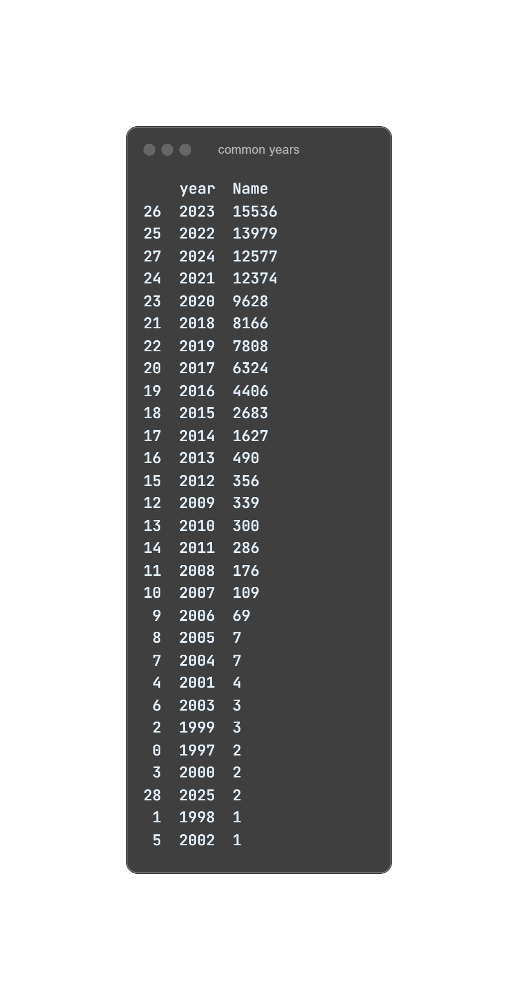 common years
year Name
26 2023 15536
25 2022 13979
27 2024 12577
24 2021 12374
23 2020 9628
21 2018 8166
22 2019 7808
20 2017 6324
19 2016 4406
18 2015 2683
17 2014 1627
16 2013 490
15 2012 356
12 2009 339
13 2010 300
14 2011 286
11 2008 176
10 2007 109
9 2006 69
8 2005 7
7 2004 7
4 2001 4
6 2003 3
2 1999 3
0 1997 2
3 2000 2
28 2025 2
1 1998 1
5 2002 1